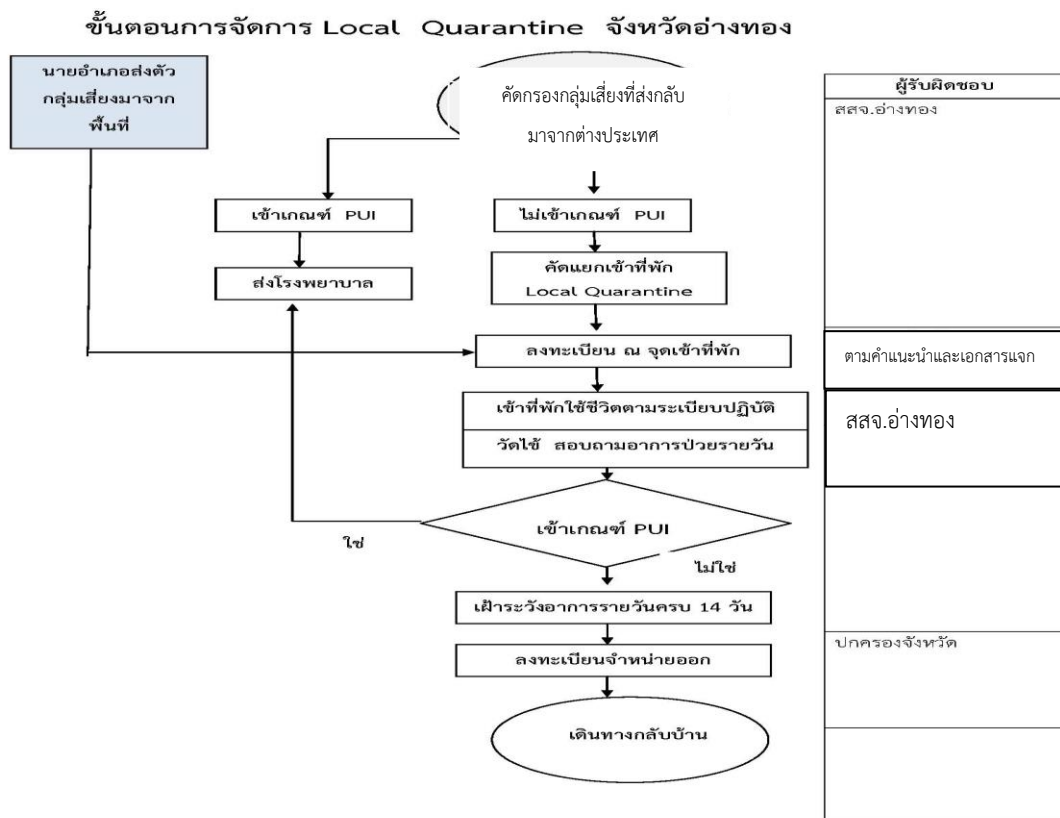 ขั้นตอนการจัดการ Local Quarantine จังหวัดอ่างทอง
นายอำเภอส่งตัว
กลุ่มเสี่ยงมาจาก
พื้นที่
คัดกรองกลุ่มเสี่ยงที่ส่งกลับ
มาจากต่างประเทศ
ผู้รับผิดชอบ
สสจ.อ่างทอง
เข้าเกณฑ์ PUI
ไม่เข้าเกณฑ์ PUI
ส่งโรงพยาบาล
คัดแยกเข้าที่พัก
Local Quarantine
ลงทะเบียน ณ จุดเข้าที่พัก
ตามคำแนะนำและเอกสารแจก
เข้าที่พักใช้ชีวิตตามระเบียบปฏิบัติ
สสจ.อ่างทอง
วัดไข้ สอบถามอาการป่วยรายวัน
เข้าเกณฑ์ PUI
ใช่
ไม่ใช่
เฝ้าระวังอาการรายวันครบ 14 วัน
ปกครองจังหวัด
ลงทะเบียนจำหน่ายออก
เดินทางกลับบ้าน